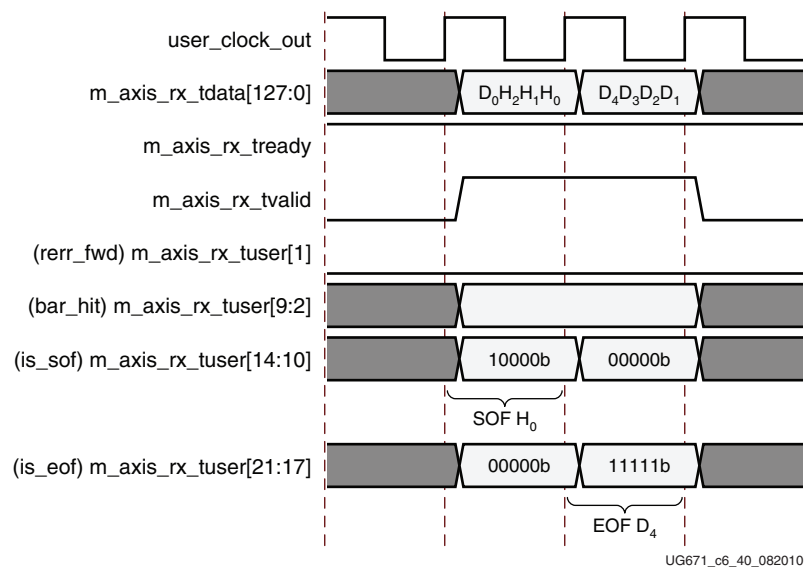 user_clock_out
m_axis_rx_tdata[127:0]
D₀H₂H₁H₀
D₄D₃D₂D₁
m_axis_rx_tready
m_axis_rx_tvalid
(rerr_fwd) m_axis_rx_tuser[1]
(bar_hit) m_axis_rx_tuser[9:2]
(is_sof) m_axis_rx_tuser[14:10]
10000b
00000b
SOF H₀
(is_eof) m_axis_rx_tuser[21:17]
00000b
11111b
EOF D₄
UG671_c6_40_082010